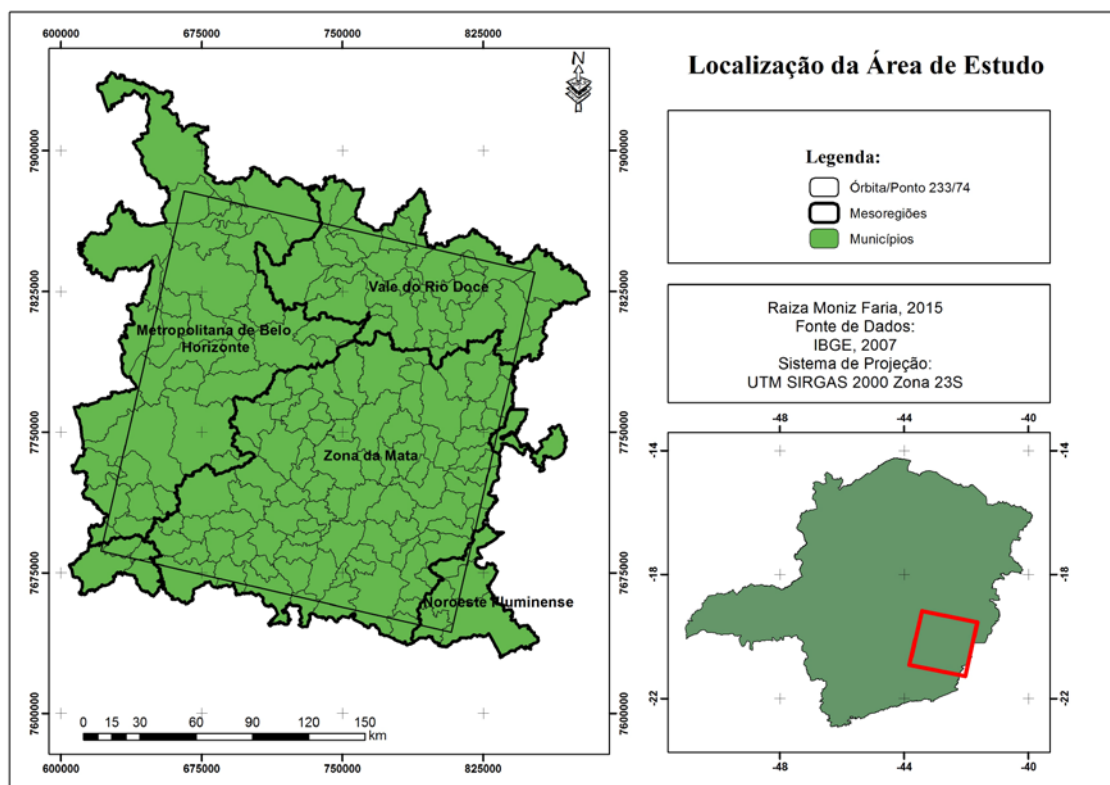 Localização da Área de Estudo
600000 675000 750000 825000
N
7900000 7900000
7825000 7825000
7750000 7750000
7675000 7675000
7600000 7600000
Vale do Rio Doce
Metropolitana de Belo
Horizonte
Zona da Mata
Noroeste Fluminense
0 15 30 60 90 120 150
km
600000 675000 750000 825000
Legenda:
Órbita/Ponto 233/74
Mesoregiões
Municípios
Raiza Moniz Faria, 2015
Fonte de Dados:
IBGE, 2007
Sistema de Projeção:
UTM SIRGAS 2000 Zona 23S
-48 -44 -40
-14 -14
-18 -18
-22 -22
-48 -44 -40